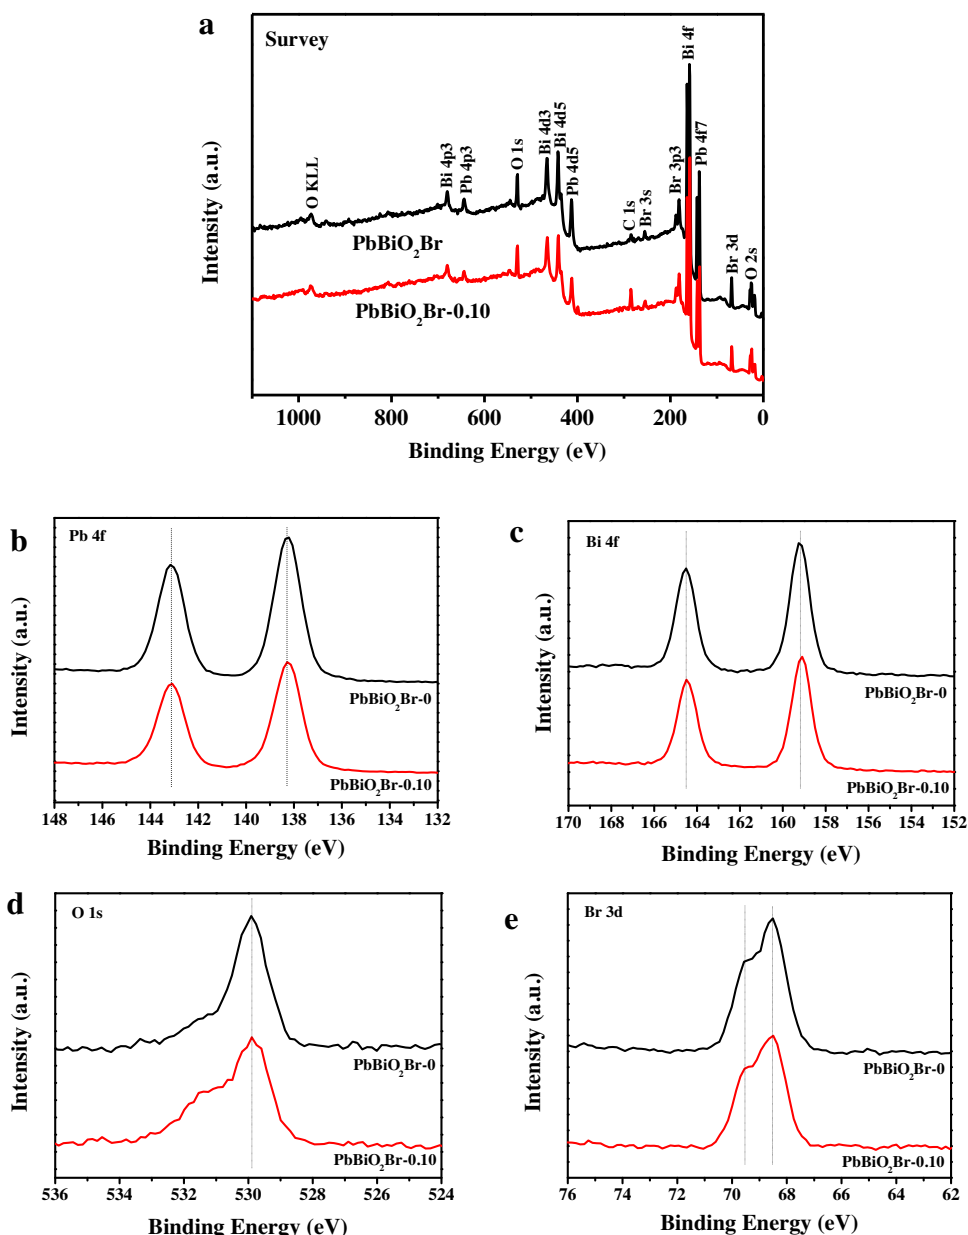 a
Survey
Intensity (a.u.)
O KLL
Bi 4p3
Pb 4p3
O 1s
Bi 4d3
Bi 4d5
Pb 4d5
C 1s
Br 3s
Br 3p3
Bi 4f
Pb 4f7
Br 3d
O 2s
PbBiO₂Br
PbBiO₂Br-0.10
1000 800 600 400 200 0
Binding Energy (eV)
b
Pb 4f
Intensity (a.u.)
PbBiO₂Br-0
PbBiO₂Br-0.10
148 146 144 142 140 138 136 134 132
Binding Energy (eV)
c
Bi 4f
Intensity (a.u.)
PbBiO₂Br-0
PbBiO₂Br-0.10
170 168 166 164 162 160 158 156 154 152
Binding Energy (eV)
d
O 1s
Intensity (a.u.)
PbBiO₂Br-0
PbBiO₂Br-0.10
536 534 532 530 528 526 524
Binding Energy (eV)
e
Br 3d
Intensity (a.u.)
PbBiO₂Br-0
PbBiO₂Br-0.10
76 74 72 70 68 66 64 62
Binding Energy (eV)